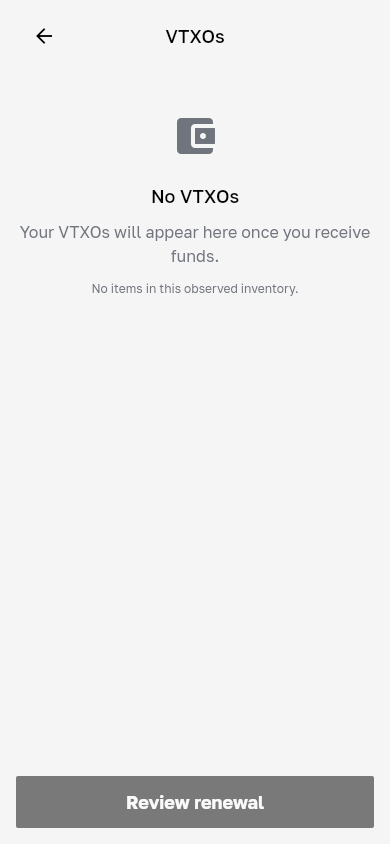 VTXOs
No VTXOs
Your VTXOs will appear here once you receive
funds.
No items in this observed inventory.
Review renewal